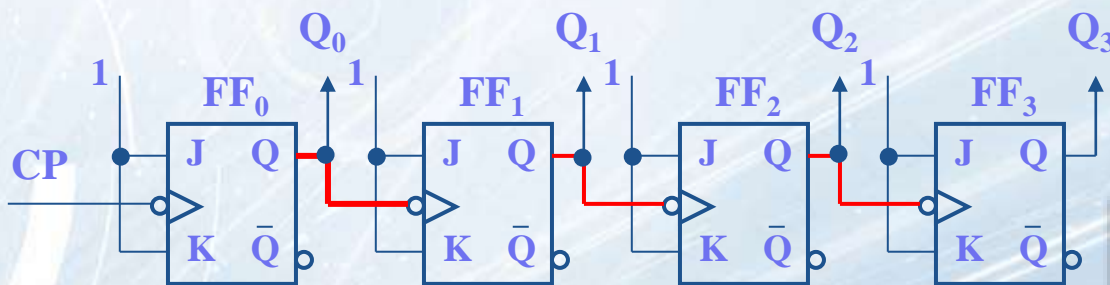 Q₀ Q₁ Q₂ Q₃
1 1 1 1
FF₀ FF₁ FF₂ FF₃
J Q J Q J Q J Q
CP
K Q̅ K Q̅ K Q̅ K Q̅